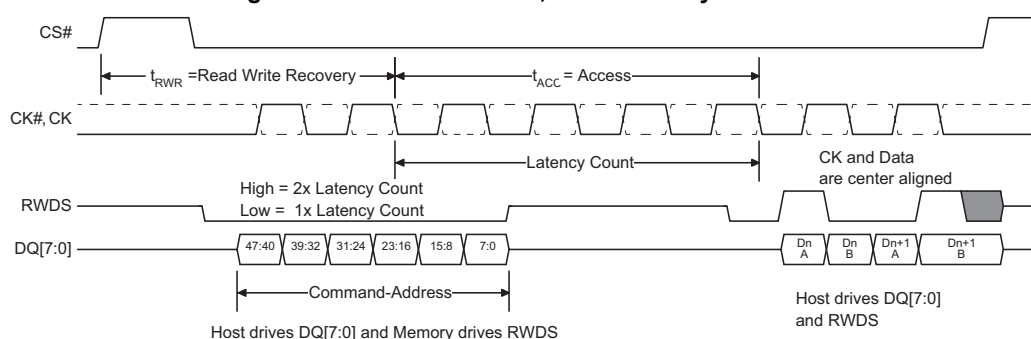 CS#
tRWR =Read Write Recovery
tACC = Access
CK#, CK
Latency Count
CK and Data
are center aligned
High = 2x Latency Count
Low = 1x Latency Count
RWDS
DQ[7:0]
47:40 39:32 31:24 23:16 15:8 7:0
Dn A
Dn B
Dn+1 A
Dn+1 B
Command-Address
Host drives DQ[7:0]
and RWDS
Host drives DQ[7:0] and Memory drives RWDS